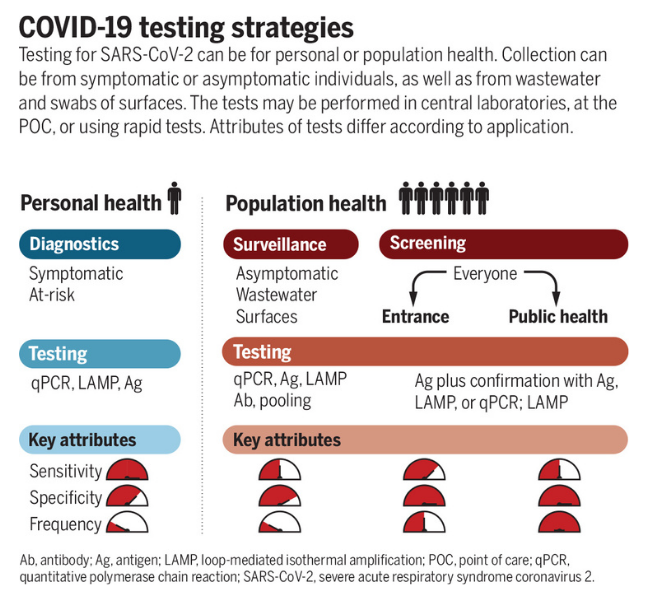 COVID-19 testing strategies
Testing for SARS-CoV-2 can be for personal or population health. Collection can
be from symptomatic or asymptomatic individuals, as well as from wastewater
and swabs of surfaces. The tests may be performed in central laboratories, at the
POC, or using rapid tests. Attributes of tests differ according to application.
Personal health
Population health
Diagnostics
Symptomatic
At-risk
Surveillance
Asymptomatic
Wastewater
Surfaces
Screening
Everyone
Entrance
Public health
Testing
qPCR, LAMP, Ag
Testing
qPCR, Ag, LAMP
Ab, pooling
Ag plus confirmation with Ag,
LAMP, or qPCR; LAMP
Key attributes
Key attributes
Sensitivity
Specificity
Frequency
Ab, antibody; Ag, antigen; LAMP, loop-mediated isothermal amplification; POC, point of care; qPCR,
quantitative polymerase chain reaction; SARS-CoV-2, severe acute respiratory syndrome coronavirus 2.